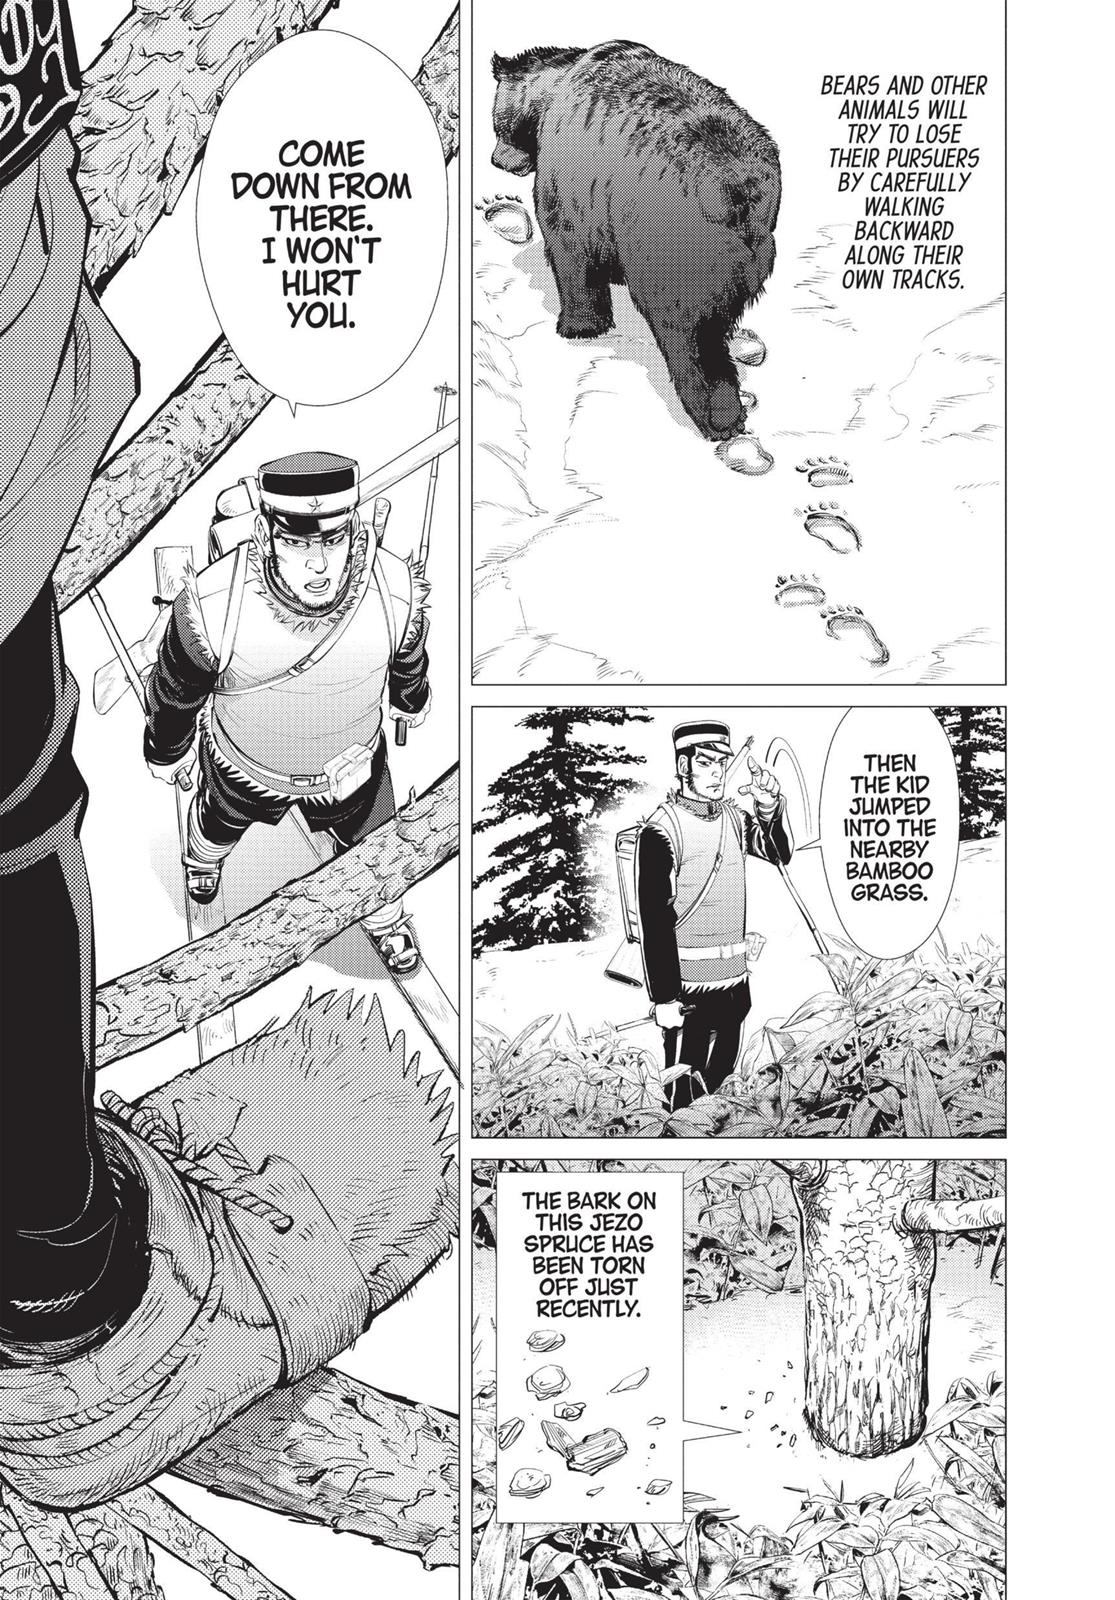 BEARS AND OTHER
ANIMALS WILL
TRY TO LOSE
THEIR PURSUERS
BY CAREFULLY
WALKING
BACKWARD
ALONG THEIR
OWN TRACKS.
THEN
THE KID
JUMPED
INTO THE
NEARBY
BAMBOO
GRASS.
THE BARK ON
THIS JEZO
SPRUCE HAS
BEEN TORN
OFF JUST
RECENTLY.
COME
DOWN FROM
THERE.
I WON'T
HURT
YOU.